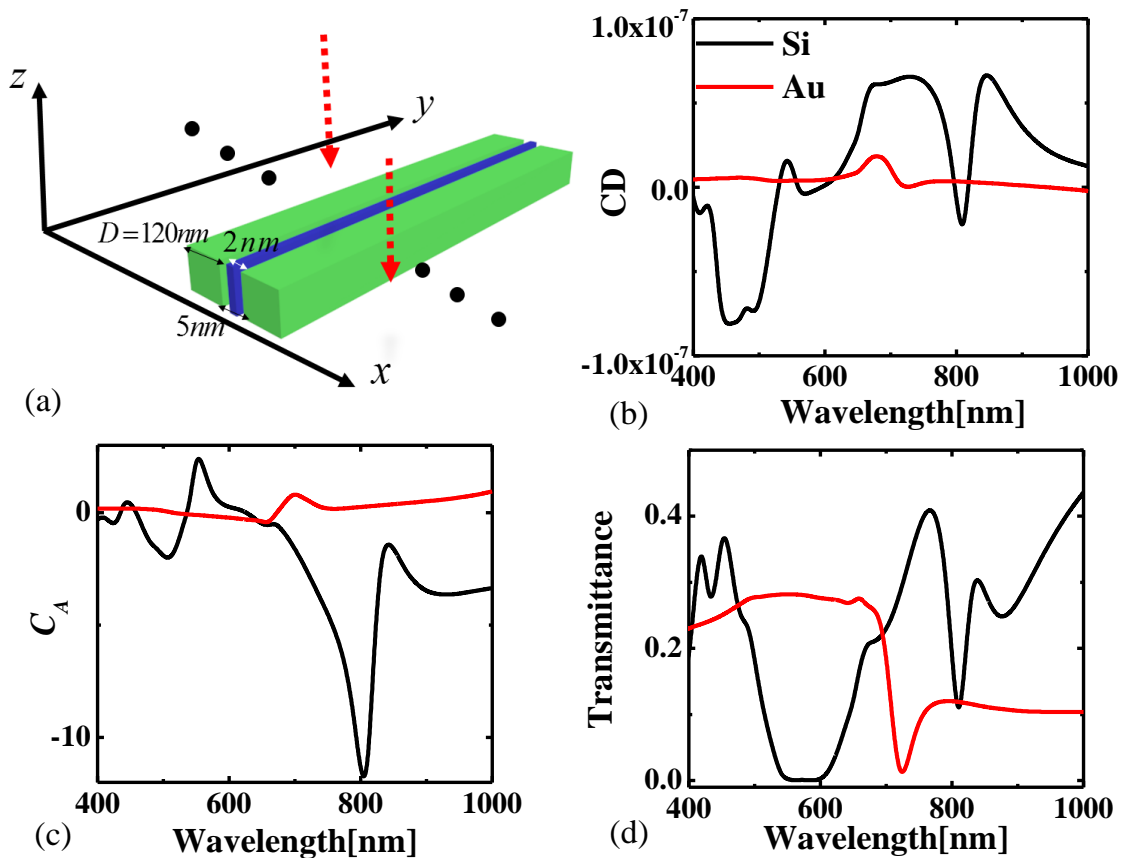 z
y
D=120nm
2nm
5nm
x
(a)
1.0x10⁻⁷
Si
Au
CD
0.0
-1.0x10⁻⁷
400 600 800 1000
Wavelength[nm]
(b)
0
C_A
-10
400 600 800 1000
Wavelength[nm]
(c)
0.4
Transmittance
0.2
0.0
400 600 800 1000
Wavelength[nm]
(d)